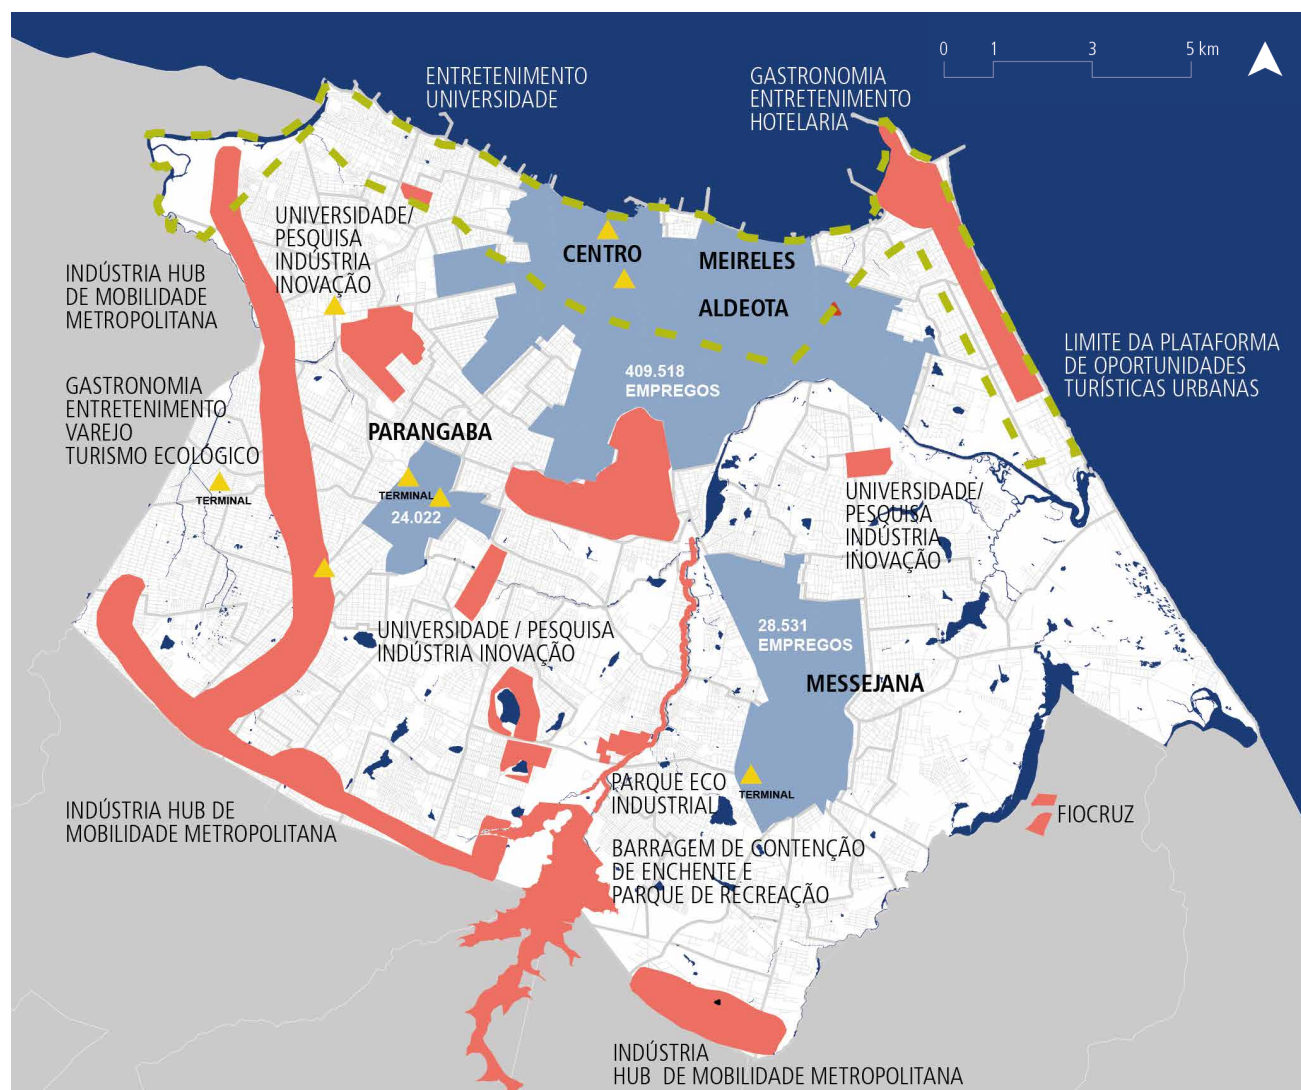 0 1 3 5 km
ENTRETENIMENTO
UNIVERSIDADE
GASTRONOMIA
ENTRETENIMENTO
HOTELARIA
UNIVERSIDADE/
PESQUISA
INDÚSTRIA
INOVAÇÃO
CENTRO
MEIRELES
ALDEOTA
INDÚSTRIA HUB
DE MOBILIDADE
METROPOLITANA
LIMITE DA PLATAFORMA
DE OPORTUNIDADES
TURÍSTICAS URBANAS
409.518
EMPREGOS
GASTRONOMIA
ENTRETENIMENTO
VAREJO
TURISMO ECOLÓGICO
PARANGABA
TERMINAL
TERMINAL
24.022
UNIVERSIDADE/
PESQUISA
INDÚSTRIA
INOVAÇÃO
UNIVERSIDADE / PESQUISA
INDÚSTRIA INOVAÇÃO
28.531
EMPREGOS
MESSEJANA
PARQUE ECO
INDUSTRIAL
TERMINAL
INDÚSTRIA HUB DE
MOBILIDADE METROPOLITANA
FIOCRUZ
BARRAGEM DE CONTENÇÃO
DE ENCHENTE E
PARQUE DE RECREAÇÃO
INDÚSTRIA
HUB DE MOBILIDADE METROPOLITANA